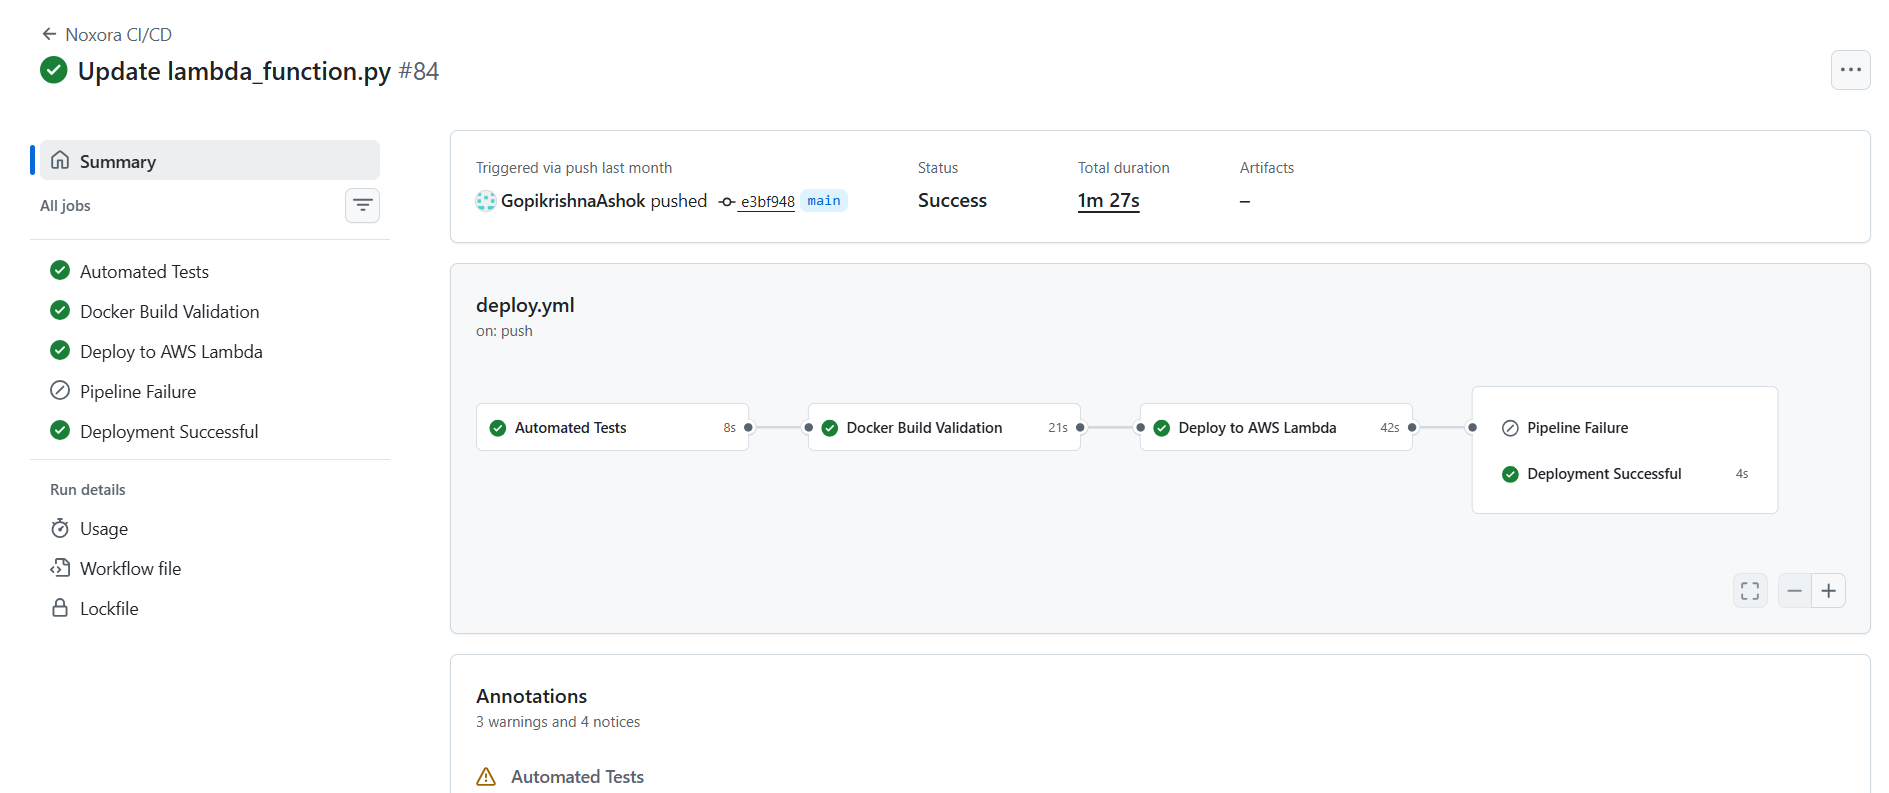 Noxora CI/CD
Update lambda_function.py #84
Summary
All jobs
Automated Tests
Docker Build Validation
Deploy to AWS Lambda
Pipeline Failure
Deployment Successful
Run details
Usage
Workflow file
Lockfile
Triggered via push last month
GopikrishnaAshok pushed e3bf948 main
Status
Success
Total duration
1m 27s
Artifacts
–
deploy.yml
on: push
Automated Tests 8s
Docker Build Validation 21s
Deploy to AWS Lambda 42s
Pipeline Failure
Deployment Successful 4s
Annotations
3 warnings and 4 notices
Automated Tests